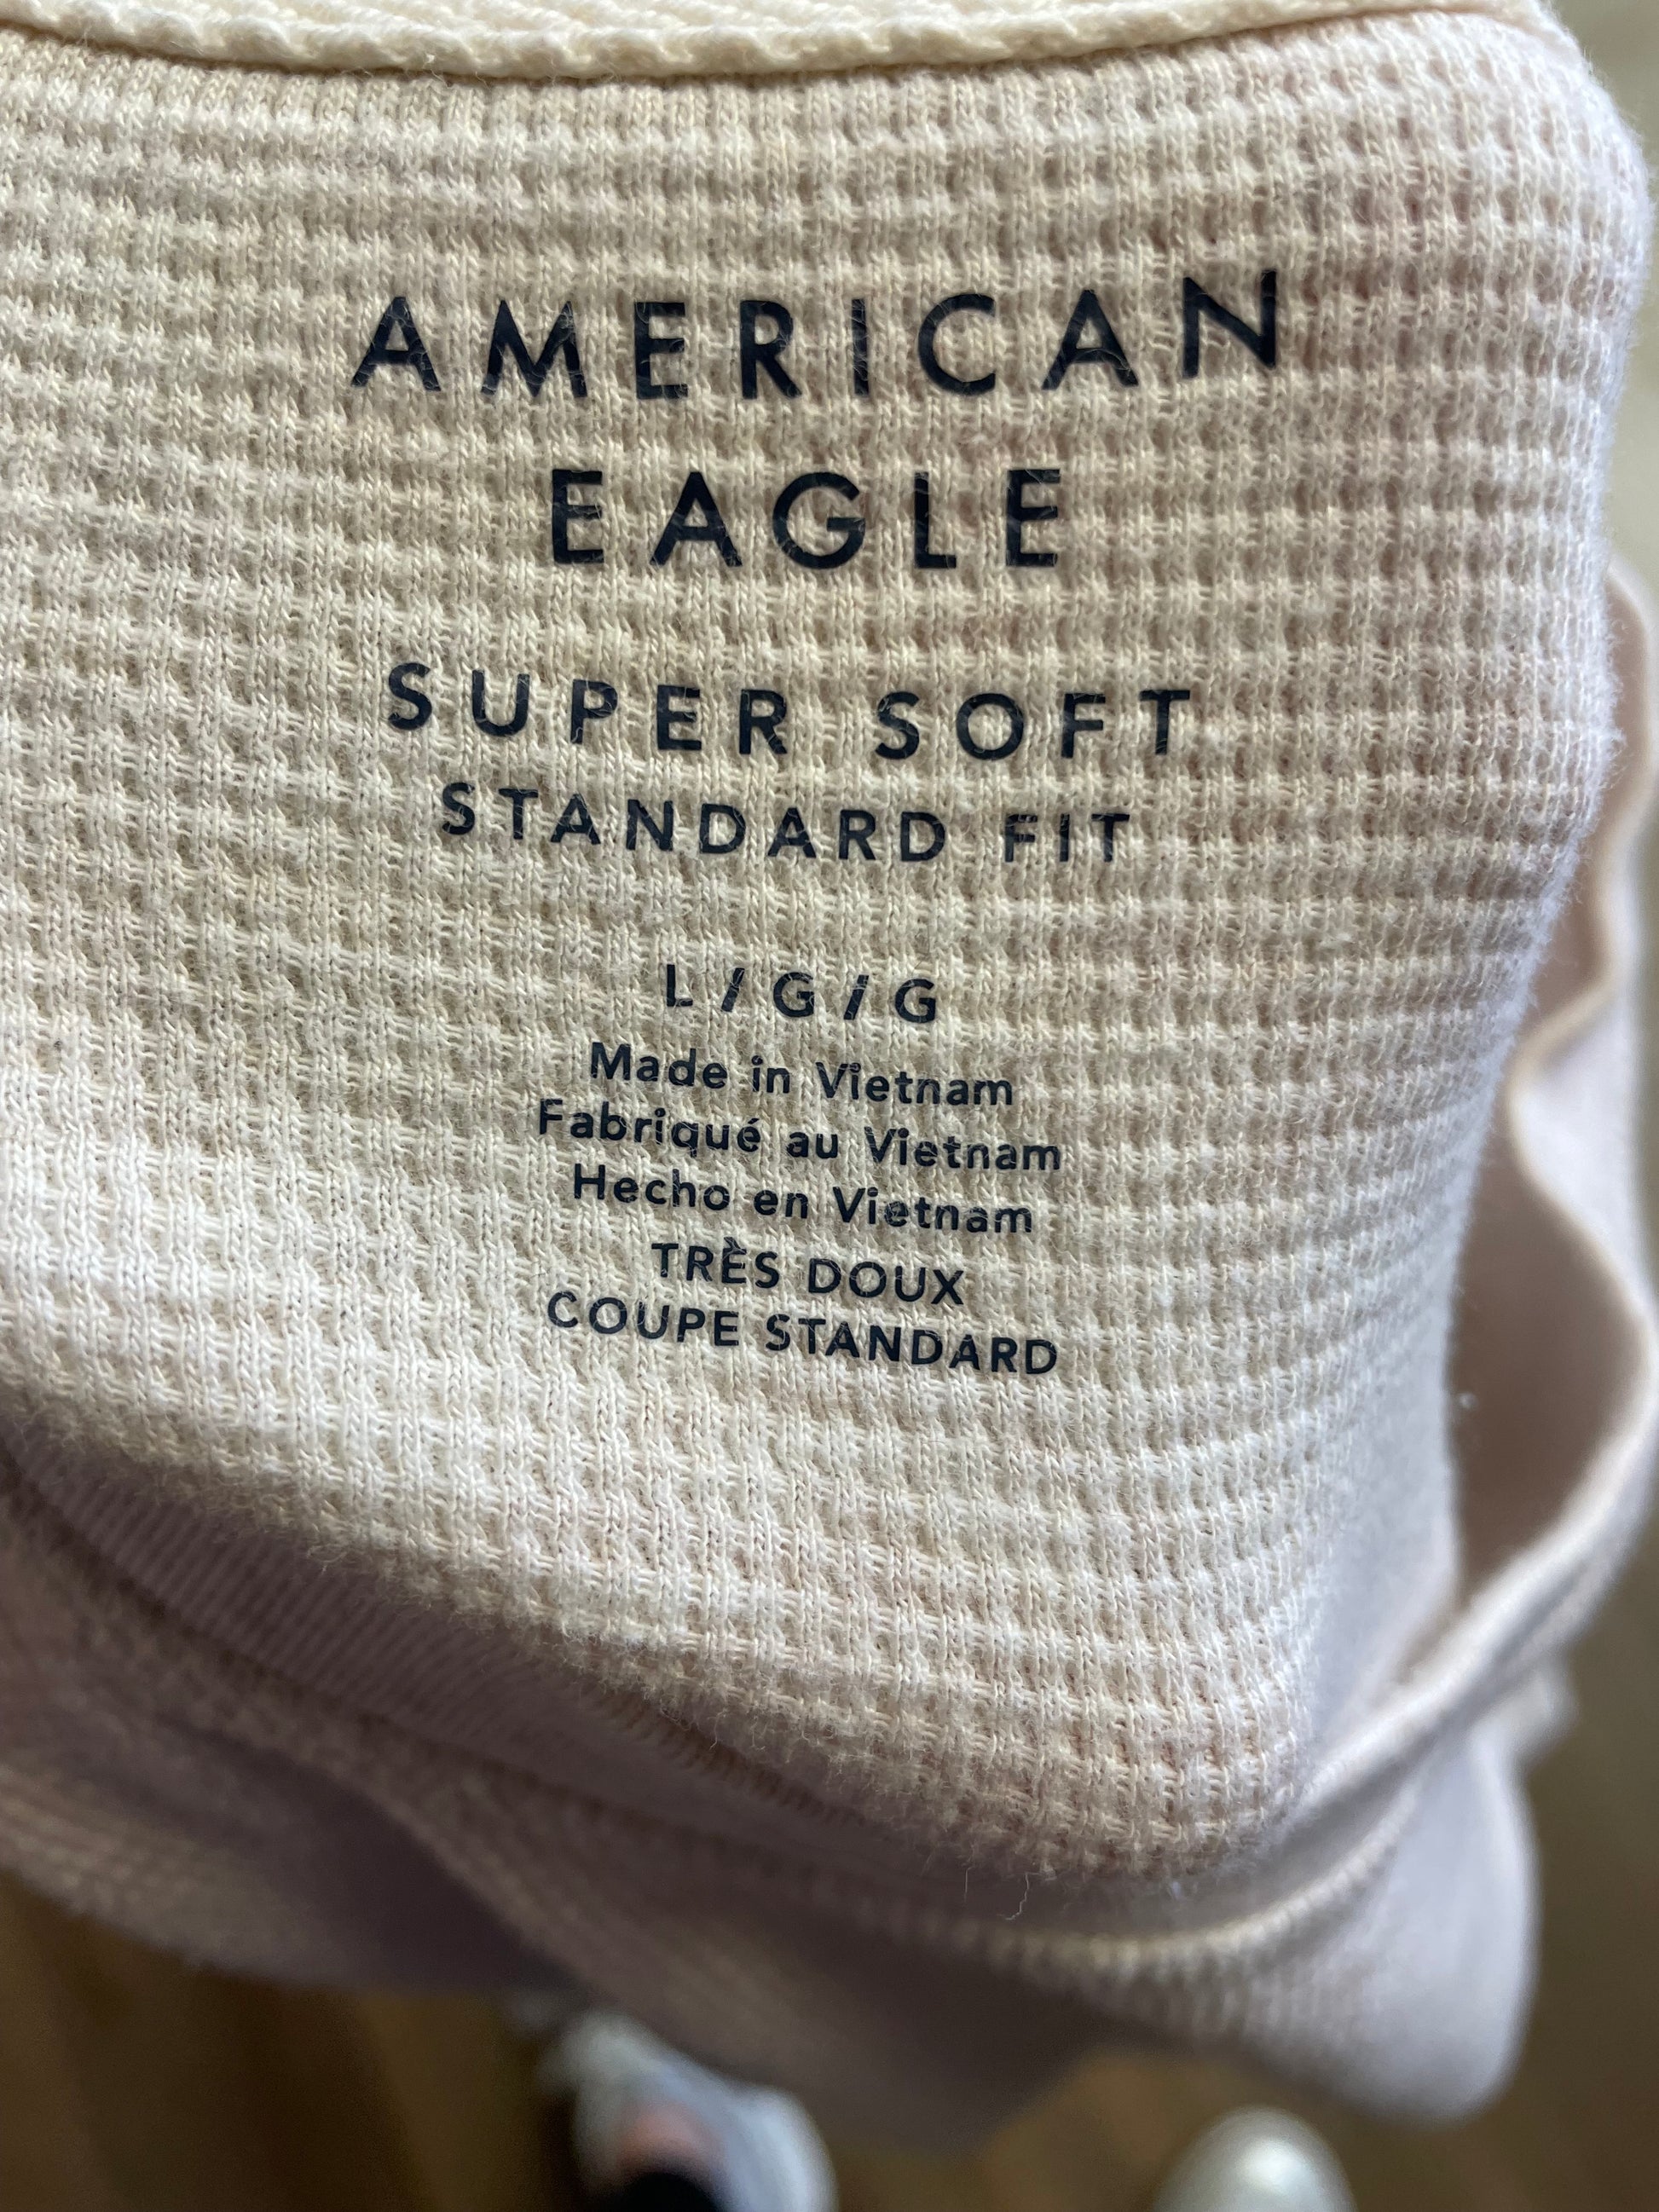 AMERICAN
EAGLE
SUPER SOFT
STANDARD FIT
L / G / G
Made in Vietnam
Fabriqué au Vietnam
Hecho en Vietnam
TRÈS DOUX
COUPE STANDARD